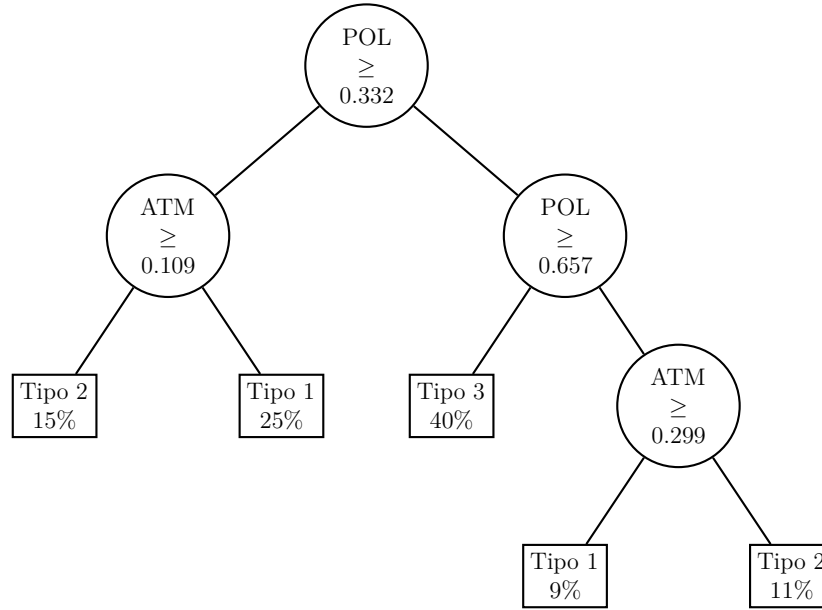 POL
≥
0.332
ATM
≥
0.109
POL
≥
0.657
Tipo 2
15%
Tipo 1
25%
Tipo 3
40%
ATM
≥
0.299
Tipo 1
9%
Tipo 2
11%